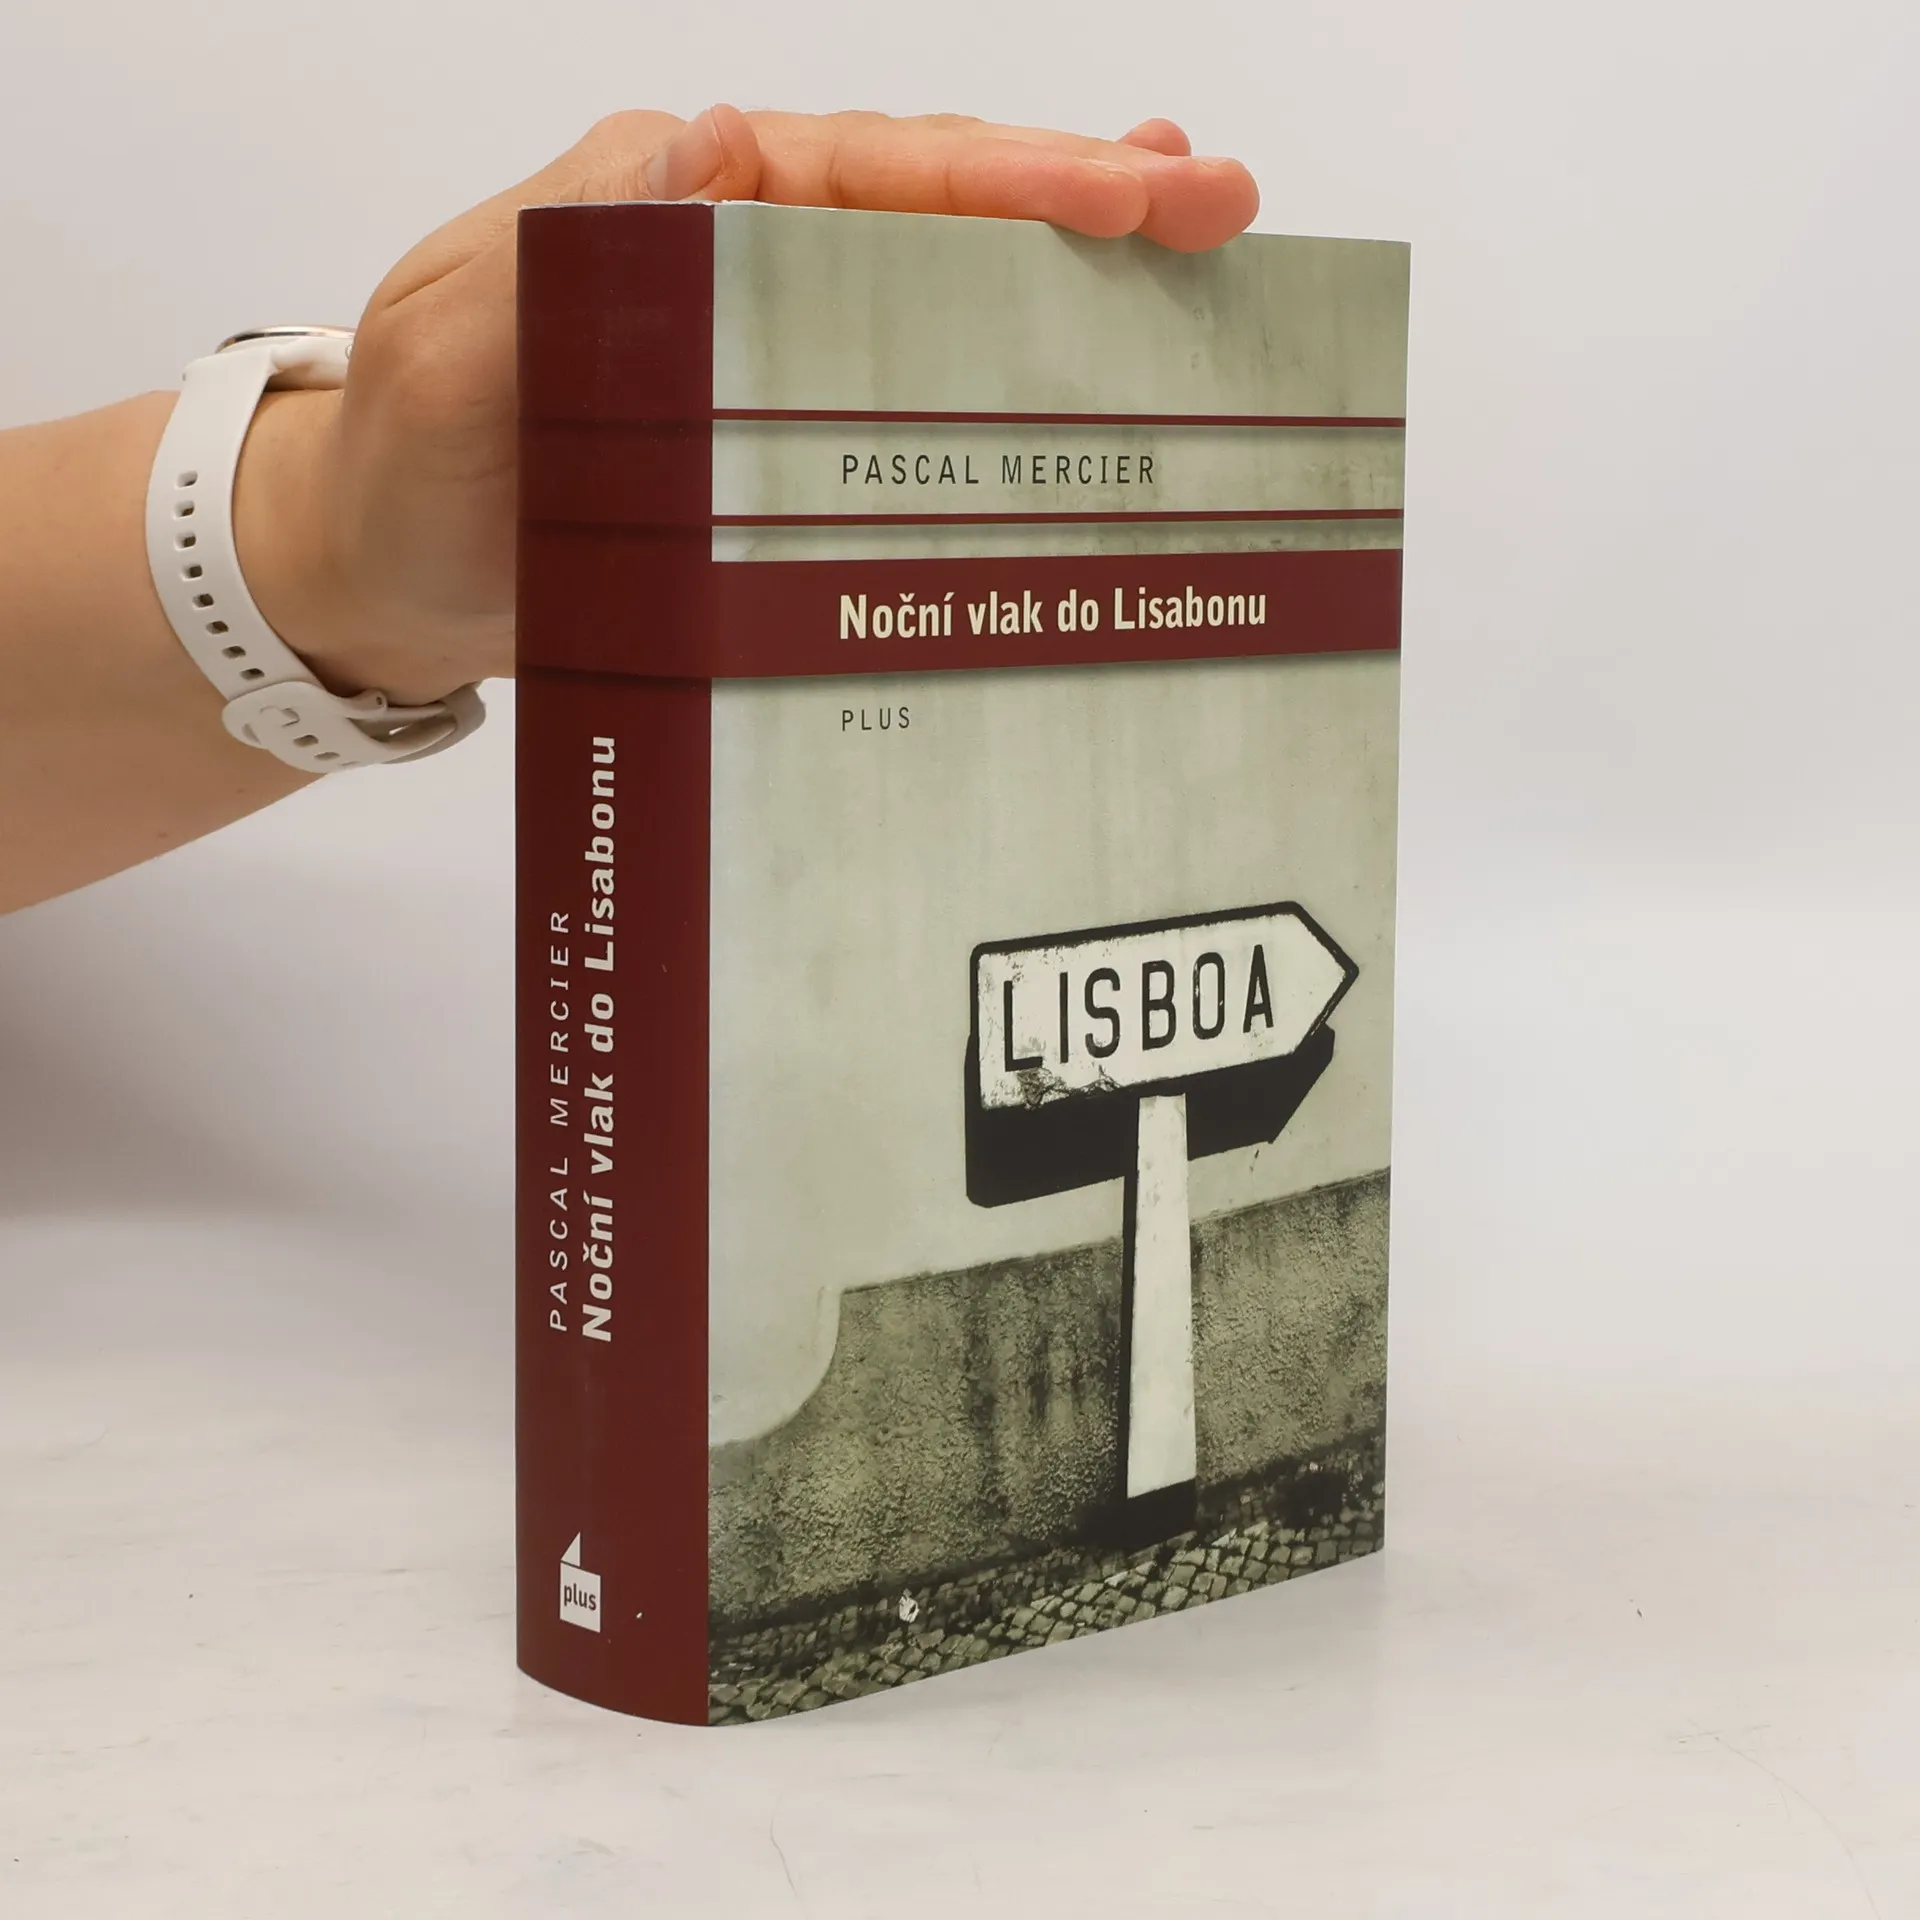 PASCAL MERCIER
Noční vlak do Lisabonu
PLUS
LISBOA
PASCAL MERCIER
Noční vlak do Lisabonu
plus